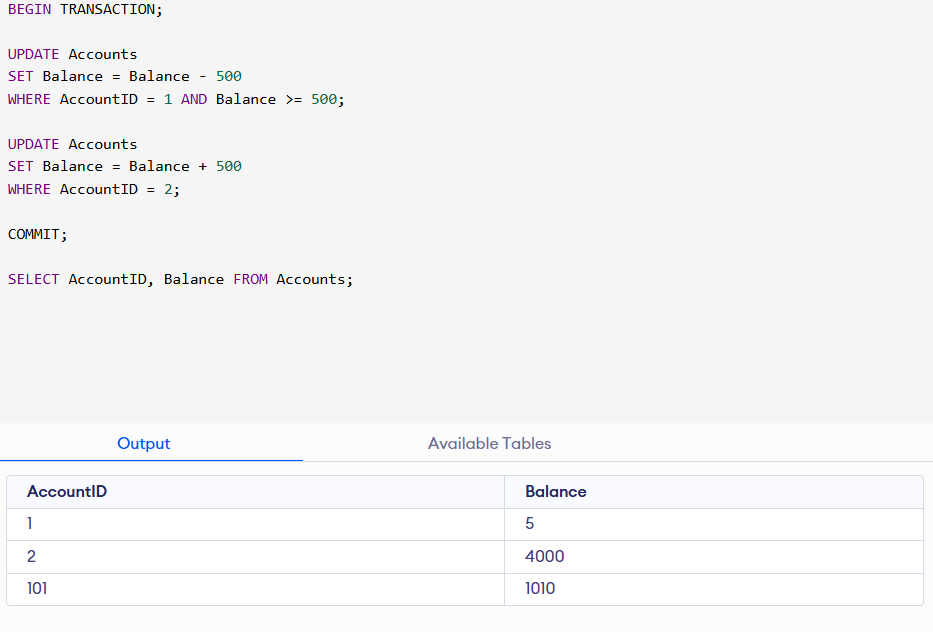 BEGIN TRANSACTION;
UPDATE Accounts
SET Balance = Balance - 500
WHERE AccountID = 1 AND Balance >= 500;
UPDATE Accounts
SET Balance = Balance + 500
WHERE AccountID = 2;
COMMIT;
SELECT AccountID, Balance FROM Accounts;
Output Available Tables
AccountID Balance
1 5
2 4000
101 1010